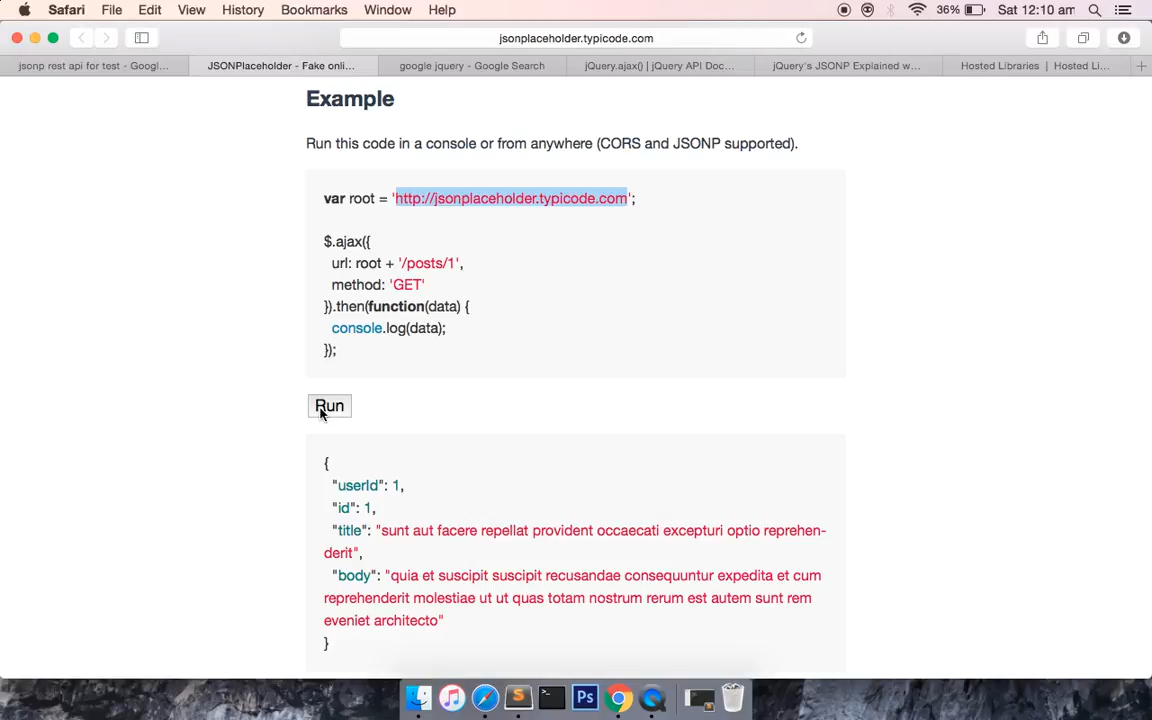 Safari File Edit View History Bookmarks Window Help 36% Sat 12:10 am
jsonplaceholder.typicode.com
jsonp rest api for test - Googl... JSONPlaceholder - Fake onli... google jquery - Google Search jQuery.ajax() | jQuery API Doc... jQuery's JSONP Explained w... Hosted Libraries | Hosted Li...
Example
Run this code in a console or from anywhere (CORS and JSONP supported).
var root = 'http://jsonplaceholder.typicode.com';
$.ajax({
url: root + '/posts/1',
method: 'GET'
}).then(function(data) {
console.log(data);
});
Run
{
"userId": 1,
"id": 1,
"title": "sunt aut facere repellat provident occaecati excepturi optio reprehen-
derit",
"body": "quia et suscipit suscipit recusandae consequuntur expedita et cum
reprehenderit molestiae ut ut quas totam nostrum rerum est autem sunt rem
eveniet architecto"
}
Ps